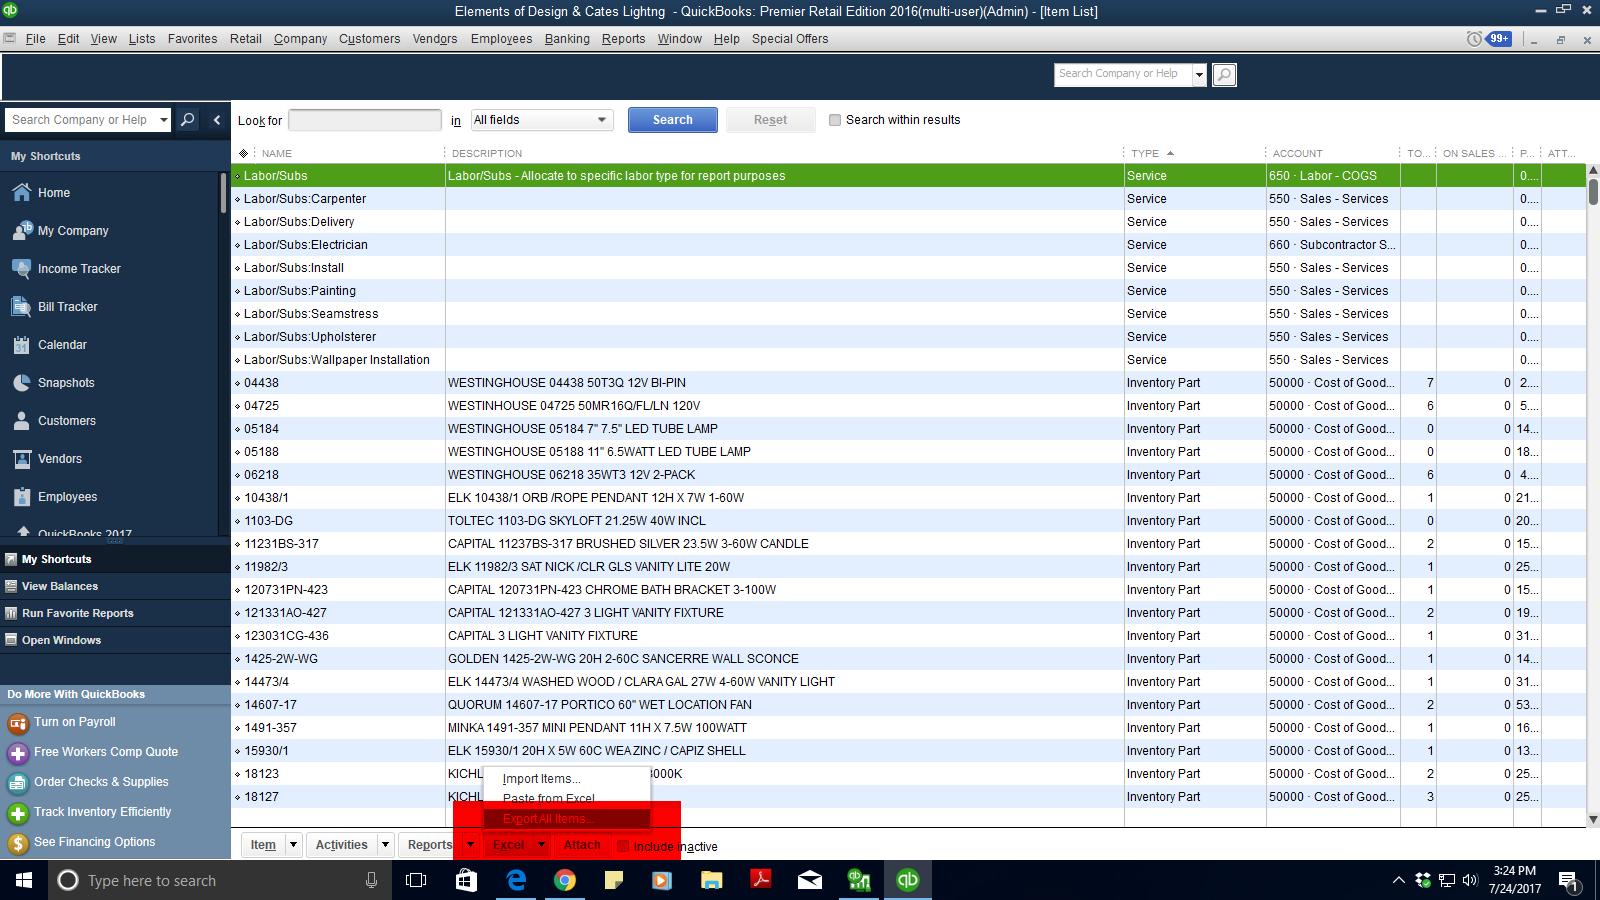 Elements of Design & Cates Lightng - QuickBooks: Premier Retail Edition 2016(multi-user)(Admin) - [Item List]
File Edit View Lists Favorites Retail Company Customers Vendors Employees Banking Reports Window Help Special Offers 99+
Search Company or Help
Search Company or Help
Look for in All fields Search Reset Search within results
My Shortcuts
Home
My Company
Income Tracker
Bill Tracker
Calendar
31
Snapshots
Customers
Vendors
Employees
QuickBooks 2017
My Shortcuts
View Balances
Run Favorite Reports
Open Windows
Do More With QuickBooks
Turn on Payroll
Free Workers Comp Quote
Order Checks & Supplies
Track Inventory Efficiently
See Financing Options
NAME DESCRIPTION TYPE ACCOUNT TO... ON SALES ... P... ATT...
Labor/Subs Labor/Subs - Allocate to specific labor type for report purposes Service 650 · Labor - COGS 0....
Labor/Subs:Carpenter Service 550 · Sales - Services 0....
Labor/Subs:Delivery Service 550 · Sales - Services 0....
Labor/Subs:Electrician Service 660 · Subcontractor S... 0....
Labor/Subs:Install Service 550 · Sales - Services 0....
Labor/Subs:Painting Service 550 · Sales - Services 0....
Labor/Subs:Seamstress Service 550 · Sales - Services 0....
Labor/Subs:Upholsterer Service 550 · Sales - Services 0....
Labor/Subs:Wallpaper Installation Service 550 · Sales - Services 0....
04438 WESTINGHOUSE 04438 50T3Q 12V BI-PIN Inventory Part 50000 · Cost of Good... 7 0 2....
04725 WESTINHOUSE 04725 50MR16Q/FL/LN 120V Inventory Part 50000 · Cost of Good... 6 0 5....
05184 WESTINGHOUSE 05184 7" 7.5" LED TUBE LAMP Inventory Part 50000 · Cost of Good... 0 0 14...
05188 WESTINGHOUSE 05188 11" 6.5WATT LED TUBE LAMP Inventory Part 50000 · Cost of Good... 0 0 18...
06218 WESTINGHOUSE 06218 35WT3 12V 2-PACK Inventory Part 50000 · Cost of Good... 6 0 4....
10438/1 ELK 10438/1 ORB /ROPE PENDANT 12H X 7W 1-60W Inventory Part 50000 · Cost of Good... 1 0 21...
1103-DG TOLTEC 1103-DG SKYLOFT 21.25W 40W INCL Inventory Part 50000 · Cost of Good... 0 0 20...
11231BS-317 CAPITAL 11237BS-317 BRUSHED SILVER 23.5W 3-60W CANDLE Inventory Part 50000 · Cost of Good... 2 0 15...
11982/3 ELK 11982/3 SAT NICK /CLR GLS VANITY LITE 20W Inventory Part 50000 · Cost of Good... 1 0 25...
120731PN-423 CAPITAL 120731PN-423 CHROME BATH BRACKET 3-100W Inventory Part 50000 · Cost of Good... 1 0 15...
121331AO-427 CAPITAL 121331AO-427 3 LIGHT VANITY FIXTURE Inventory Part 50000 · Cost of Good... 2 0 19...
123031CG-436 CAPITAL 3 LIGHT VANITY FIXTURE Inventory Part 50000 · Cost of Good... 1 0 31...
1425-2W-WG GOLDEN 1425-2W-WG 20H 2-60C SANCERRE WALL SCONCE Inventory Part 50000 · Cost of Good... 1 0 14...
14473/4 ELK 14473/4 WASHED WOOD / CLARA GAL 27W 4-60W VANITY LIGHT Inventory Part 50000 · Cost of Good... 1 0 31...
14607-17 QUORUM 14607-17 PORTICO 60" WET LOCATION FAN Inventory Part 50000 · Cost of Good... 2 0 53...
1491-357 MINKA 1491-357 MINI PENDANT 11H X 7.5W 100WATT Inventory Part 50000 · Cost of Good... 1 0 16...
15930/1 ELK 15930/1 20H X 5W 60C WEA ZINC / CAPIZ SHELL Inventory Part 50000 · Cost of Good... 1 0 13...
18123 KICHL 3000K Inventory Part 50000 · Cost of Good... 2 0 25...
18127 KICHL Inventory Part 50000 · Cost of Good... 3 0 25...
Import Items...
Paste from Excel
Export All Items...
Item Activities Reports Excel Attach Include Inactive
Type here to search
3:24 PM
7/24/2017
1